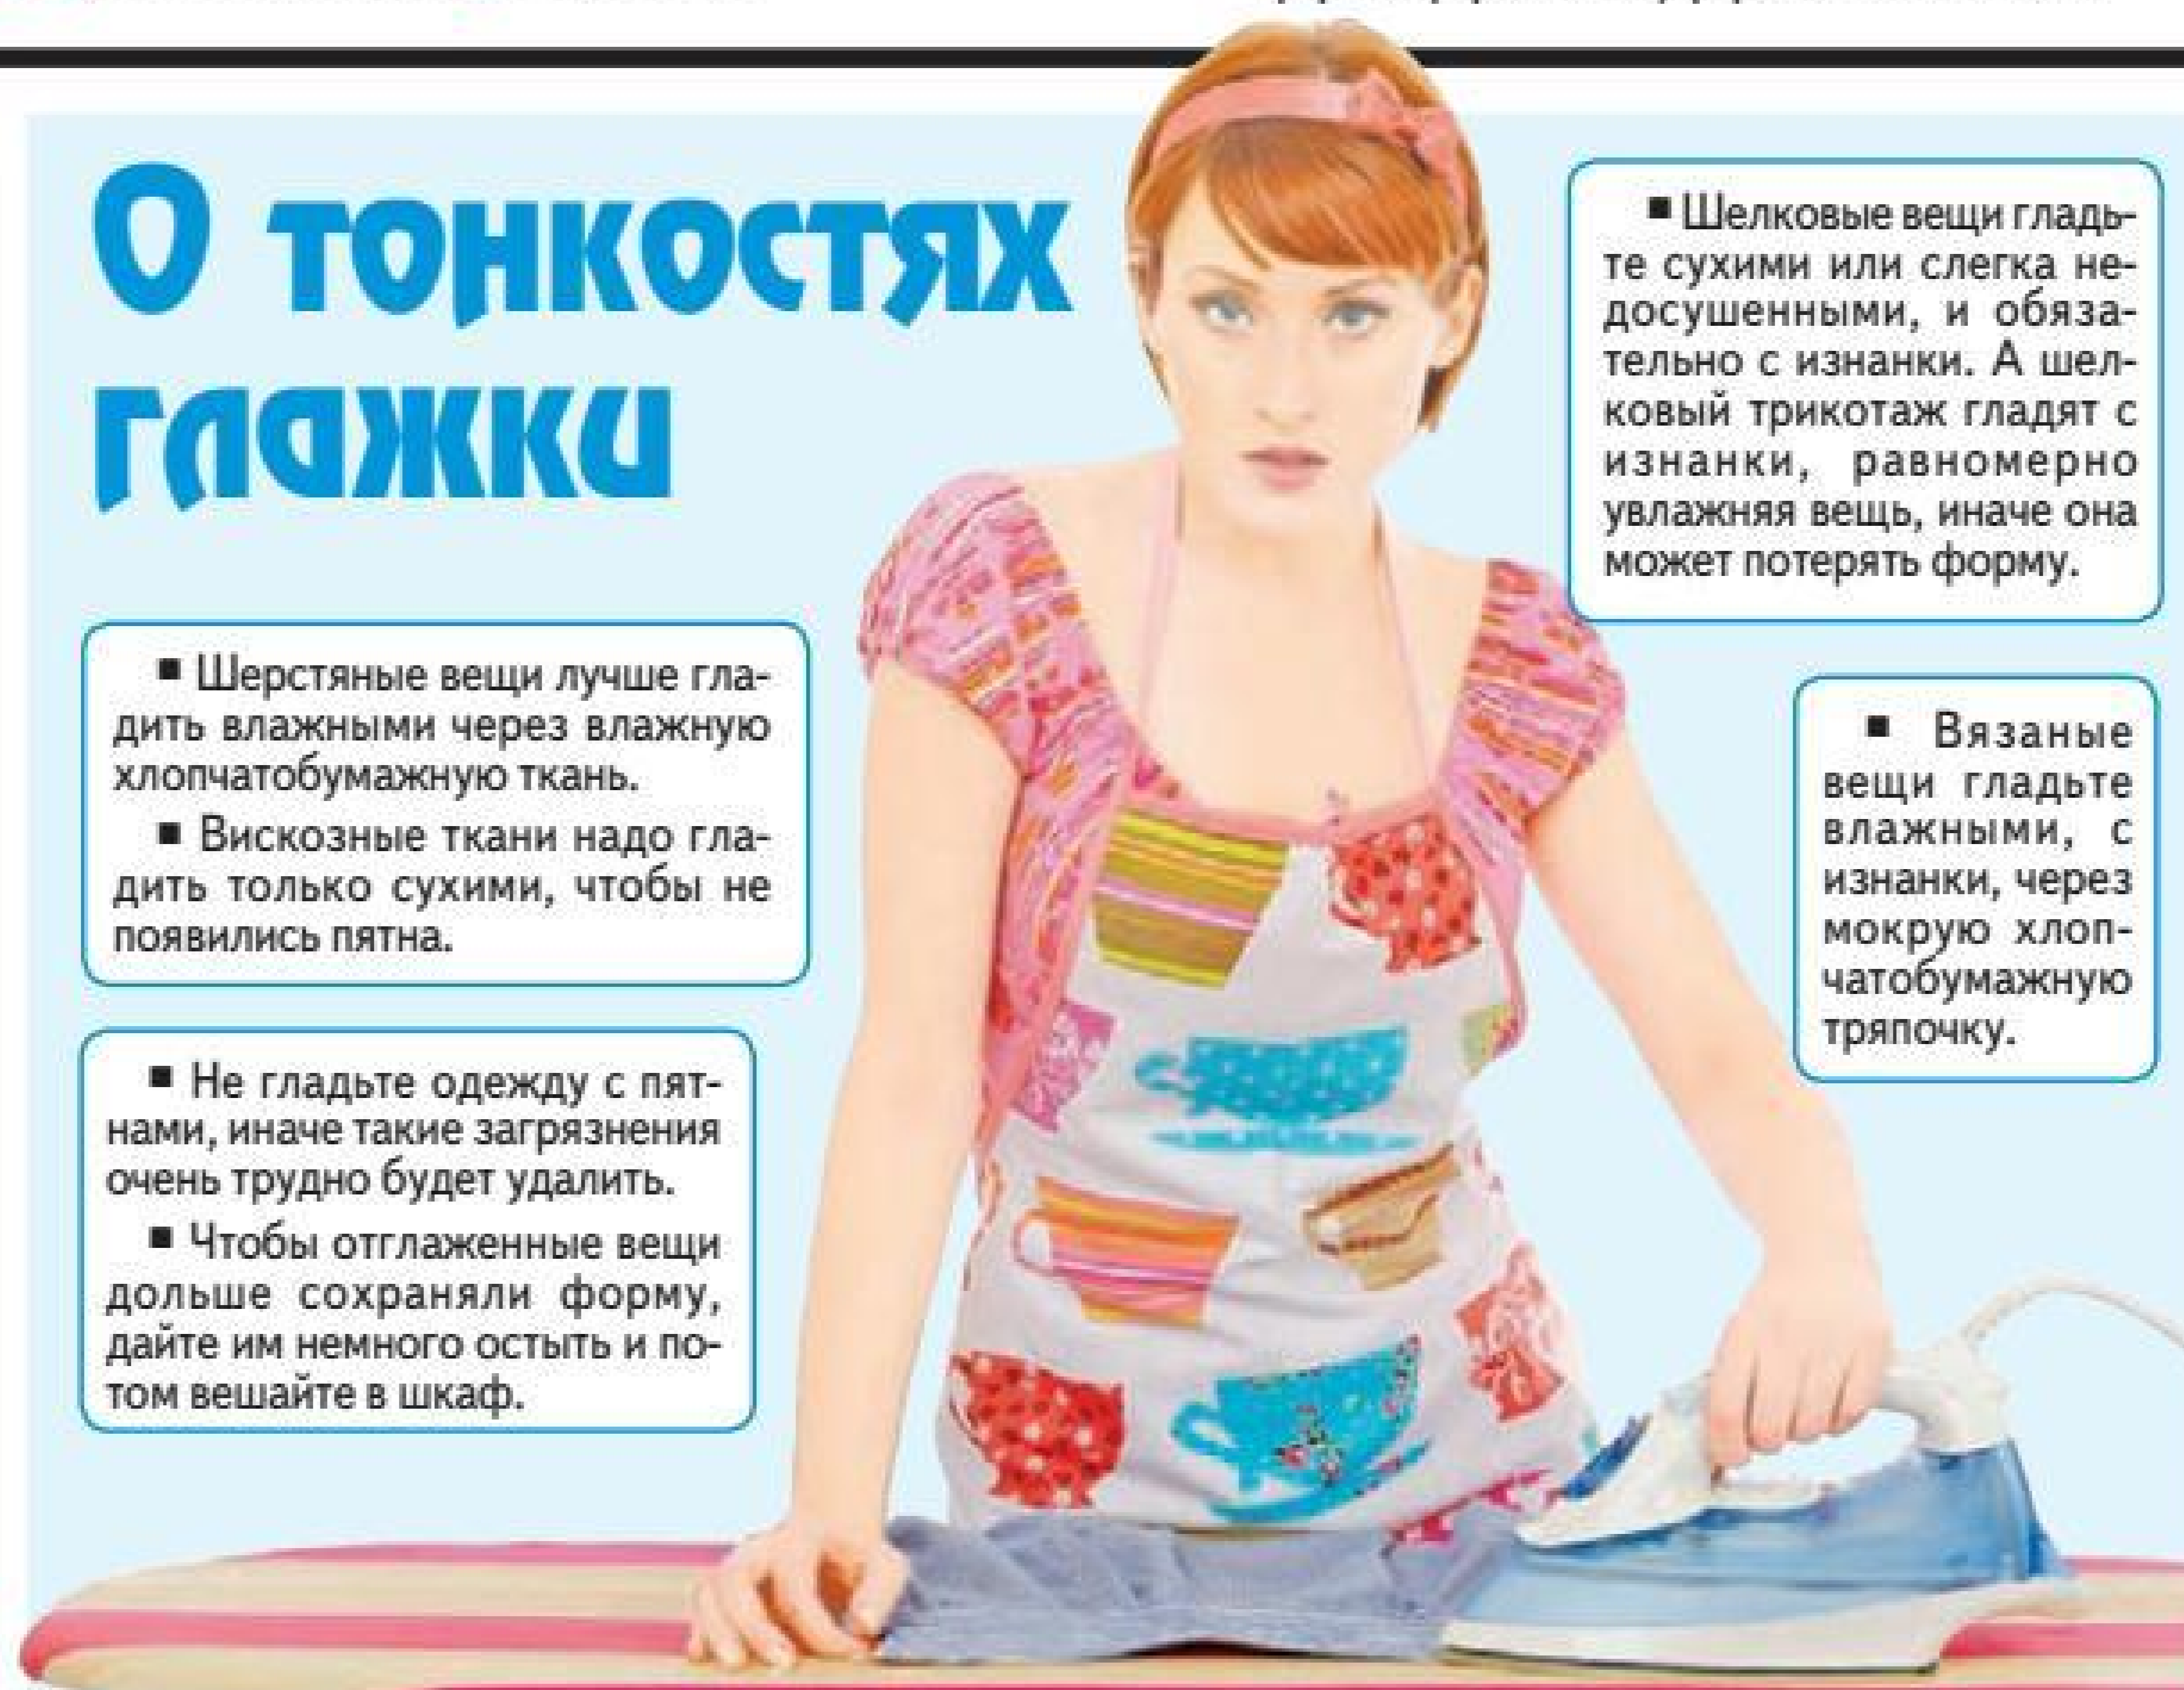 О тонкостях
глажки
■ Шерстяные вещи лучше гла-
дить влажными через влажную
хлопчатобумажную ткань.
■ Вискозные ткани надо гла-
дить только сухими, чтобы не
появились пятна.
■ Не гладьте одежду с пят-
нами, иначе такие загрязнения
очень трудно будет удалить.
■ Чтобы отглаженные вещи
дольше сохраняли форму,
дайте им немного остыть и по-
том вешайте в шкаф.
■ Шелковые вещи гладь-
те сухими или слегка не-
досушенными, и обяза-
тельно с изнанки. А шел-
ковый трикотаж гладят с
изнанки, равномерно
увлажняя вещь, иначе она
может потерять форму.
■ Вязаные
вещи гладьте
влажными, с
изнанки, через
мокрую хлоп-
чатобумажную
тряпочку.